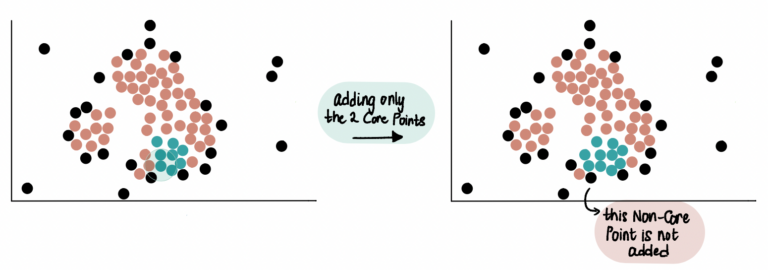 adding only
the 2 Core Points
this Non-Core
Point is not
added